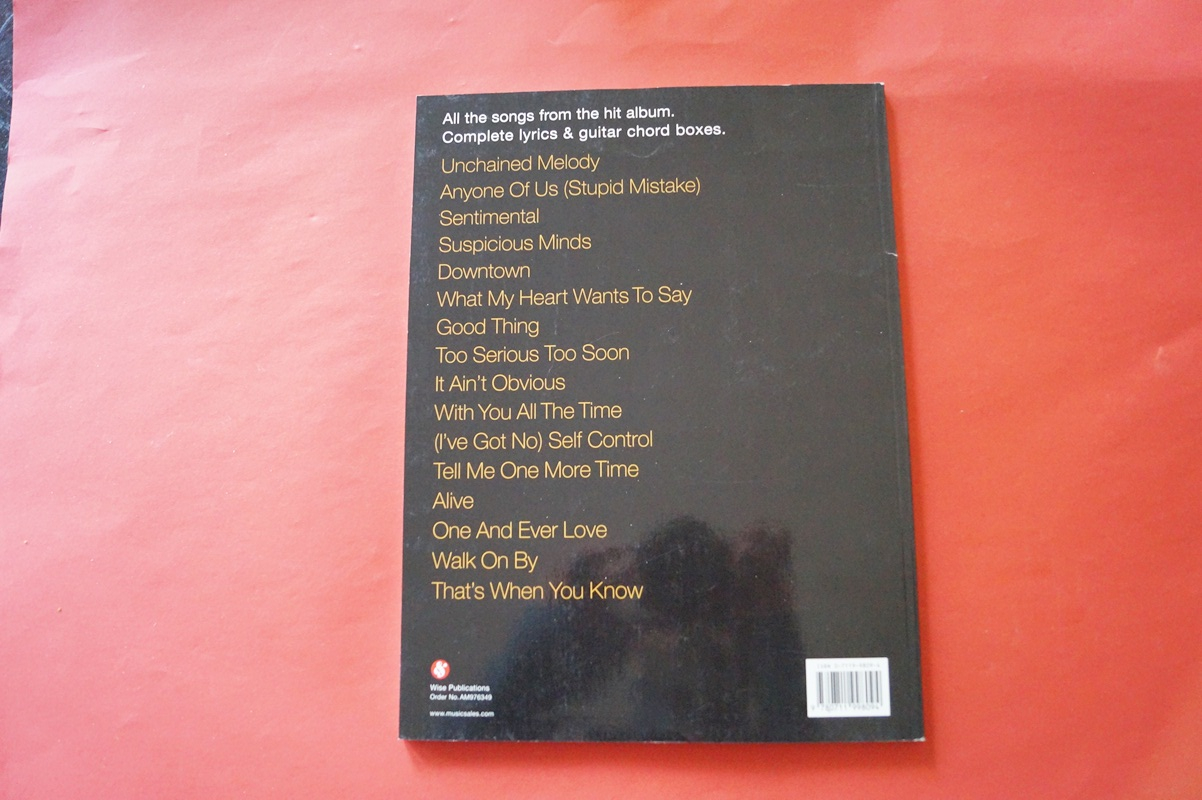 All the songs from the hit album.
Complete lyrics & guitar chord boxes.
Unchained Melody
Anyone Of Us (Stupid Mistake)
Sentimental
Suspicious Minds
Downtown
What My Heart Wants To Say
Good Thing
Too Serious Too Soon
It Ain't Obvious
With You All The Time
(I've Got No) Self Control
Tell Me One More Time
Alive
One And Ever Love
Walk On By
That's When You Know
Wise Publications
Order No. AM976349
www.musicsales.com